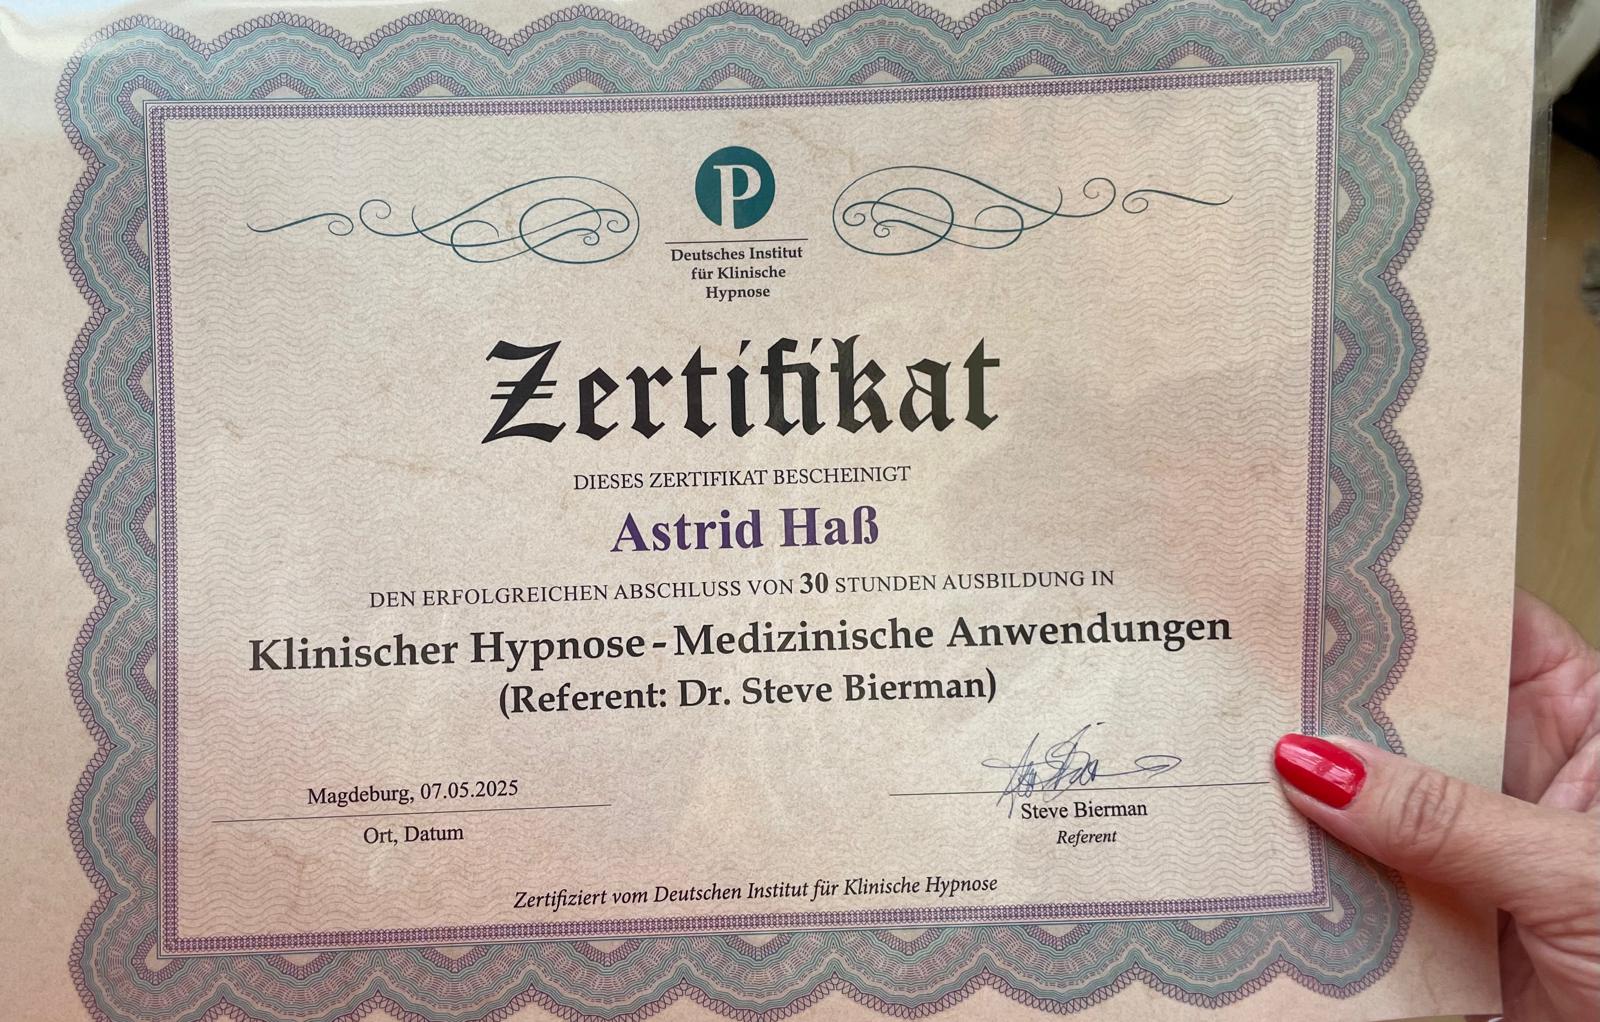 P
Deutsches Institut
für Klinische
Hypnose
Zertifikat
DIESES ZERTIFIKAT BESCHEINIGT
Astrid Haß
DEN ERFOLGREICHEN ABSCHLUSS VON 30 STUNDEN AUSBILDUNG IN
Klinischer Hypnose - Medizinische Anwendungen
(Referent: Dr. Steve Bierman)
Magdeburg, 07.05.2025
Ort, Datum
Steve Bierman
Referent
Zertifiziert vom Deutschen Institut für Klinische Hypnose